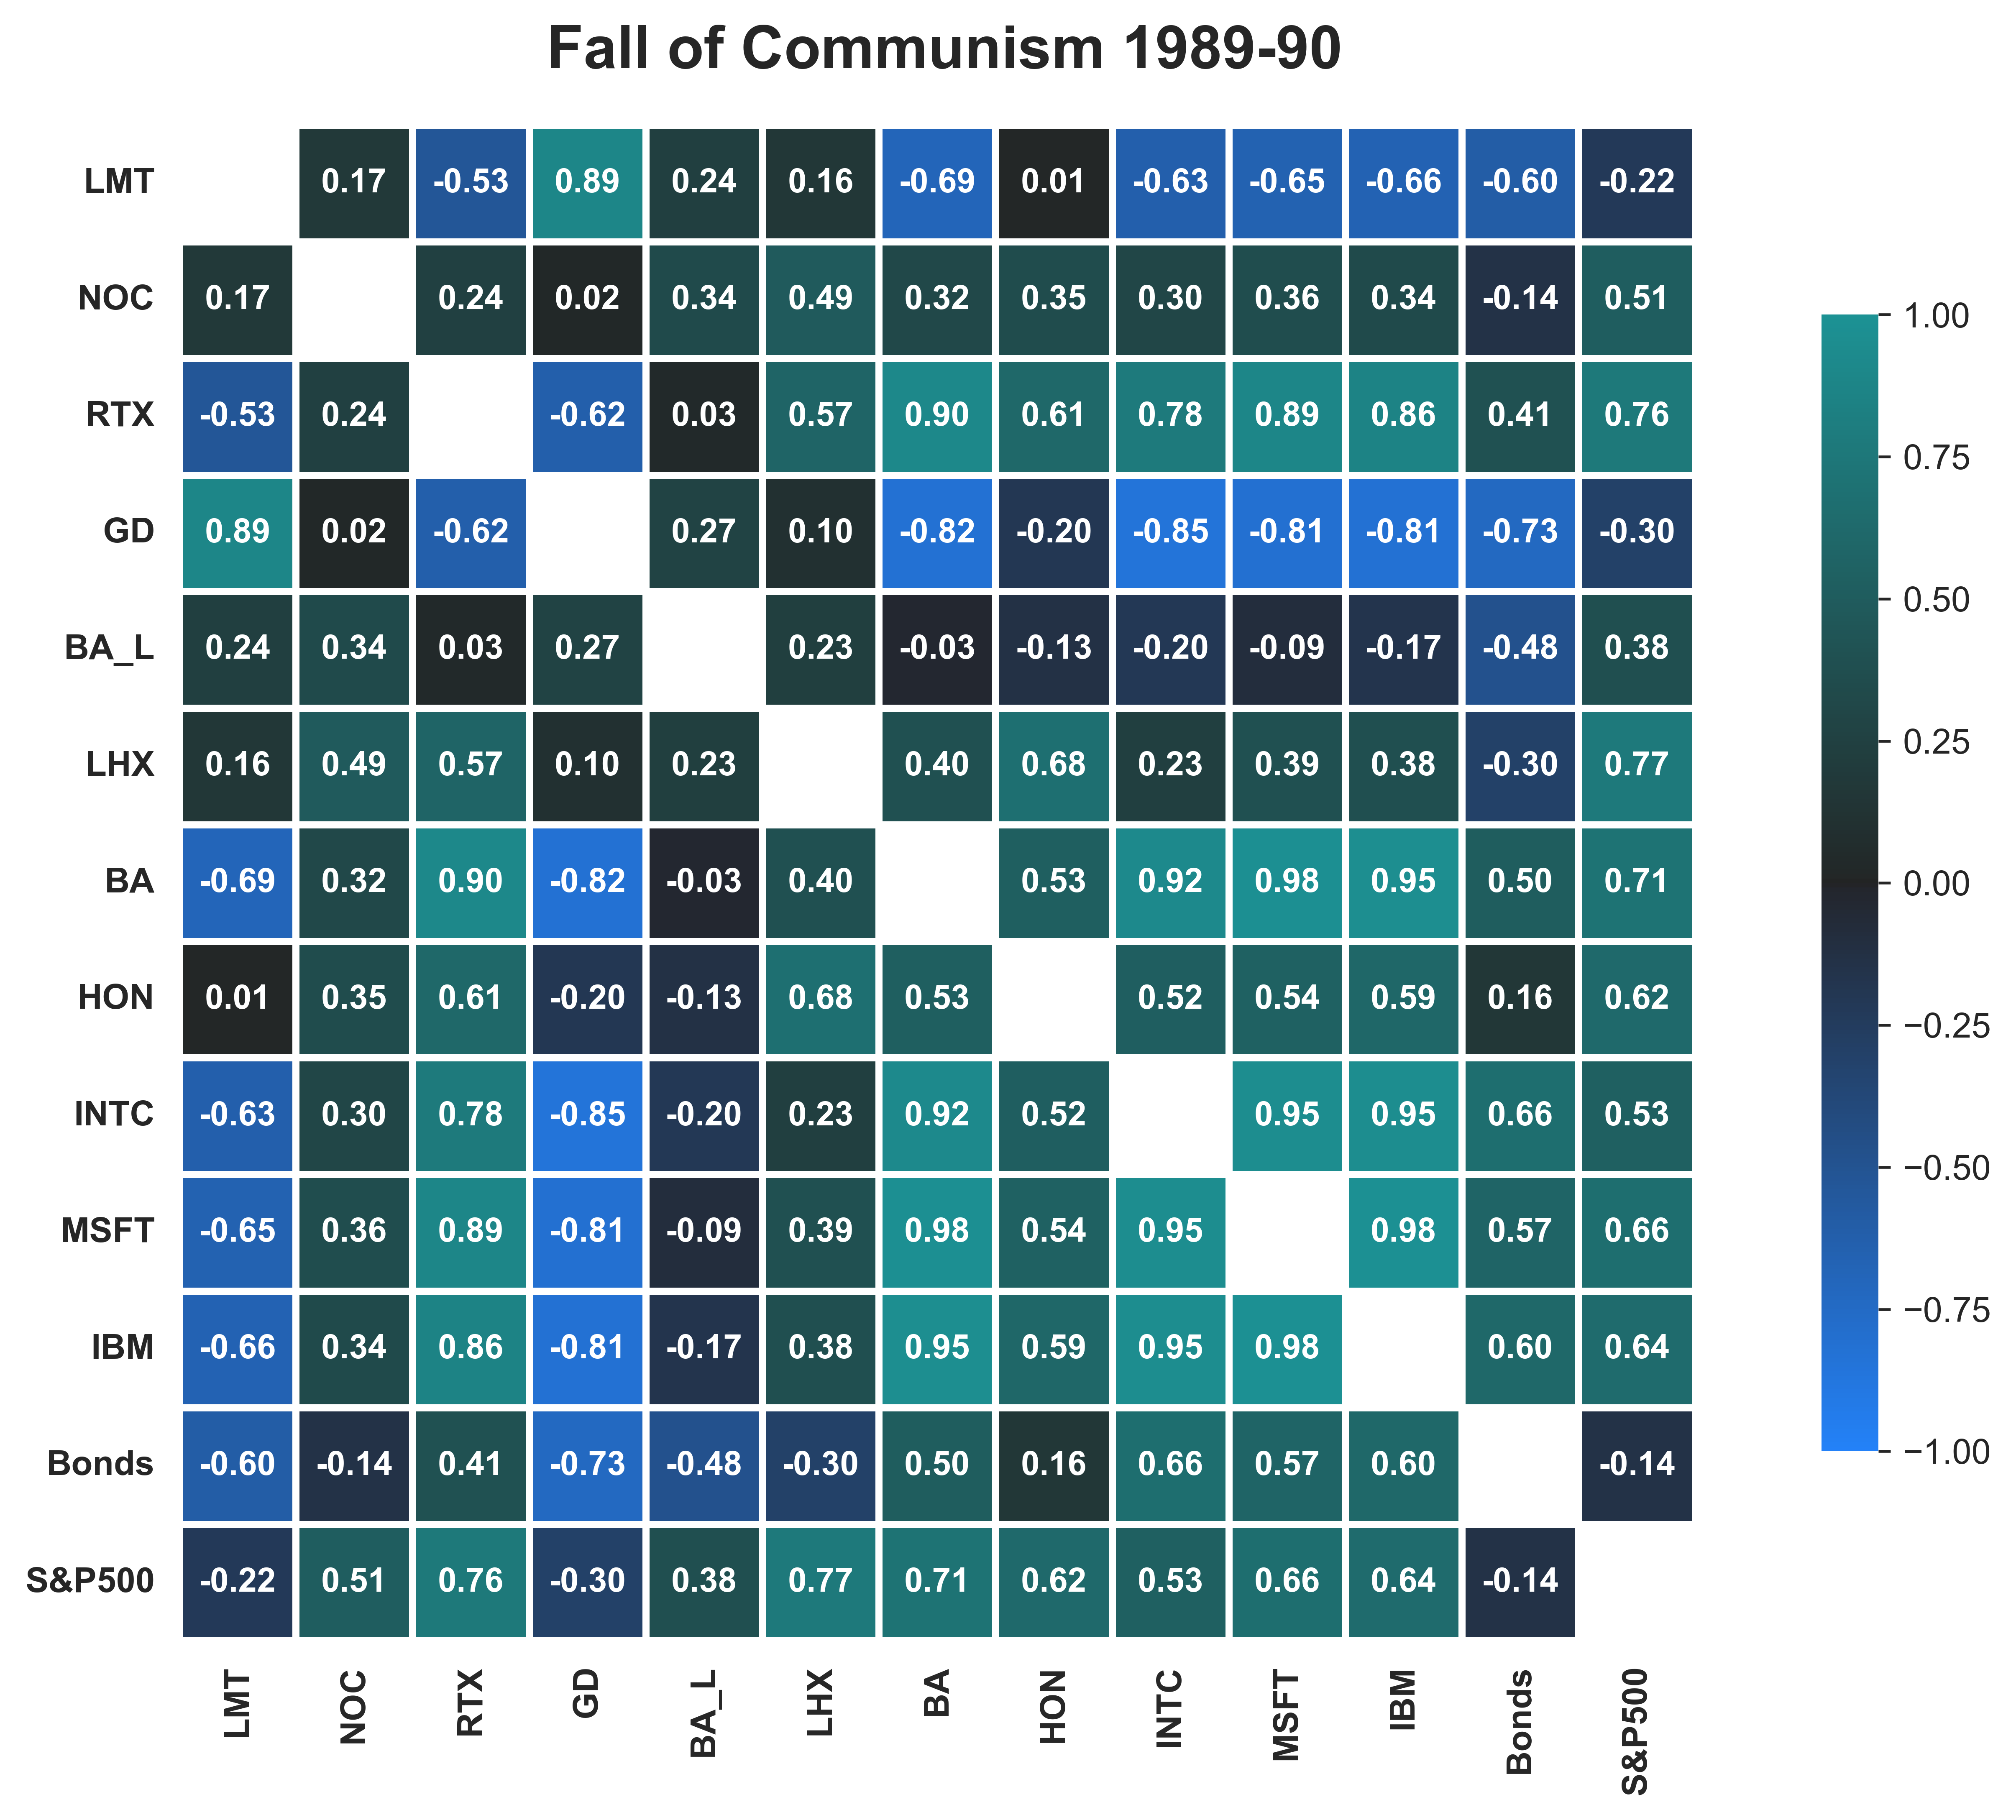 Fall of Communism 1989-90
LMT 0.17 -0.53 0.89 0.24 0.16 -0.69 0.01 -0.63 -0.65 -0.66 -0.60 -0.22
NOC 0.17 0.24 0.02 0.34 0.49 0.32 0.35 0.30 0.36 0.34 -0.14 0.51
RTX -0.53 0.24 -0.62 0.03 0.57 0.90 0.61 0.78 0.89 0.86 0.41 0.76
GD 0.89 0.02 -0.62 0.27 0.10 -0.82 -0.20 -0.85 -0.81 -0.81 -0.73 -0.30
BA_L 0.24 0.34 0.03 0.27 0.23 -0.03 -0.13 -0.20 -0.09 -0.17 -0.48 0.38
LHX 0.16 0.49 0.57 0.10 0.23 0.40 0.68 0.23 0.39 0.38 -0.30 0.77
BA -0.69 0.32 0.90 -0.82 -0.03 0.40 0.53 0.92 0.98 0.95 0.50 0.71
HON 0.01 0.35 0.61 -0.20 -0.13 0.68 0.53 0.52 0.54 0.59 0.16 0.62
INTC -0.63 0.30 0.78 -0.85 -0.20 0.23 0.92 0.52 0.95 0.95 0.66 0.53
MSFT -0.65 0.36 0.89 -0.81 -0.09 0.39 0.98 0.54 0.95 0.98 0.57 0.66
IBM -0.66 0.34 0.86 -0.81 -0.17 0.38 0.95 0.59 0.95 0.98 0.60 0.64
Bonds -0.60 -0.14 0.41 -0.73 -0.48 -0.30 0.50 0.16 0.66 0.57 0.60 -0.14
S&P500 -0.22 0.51 0.76 -0.30 0.38 0.77 0.71 0.62 0.53 0.66 0.64 -0.14
LMT NOC RTX GD BA_L LHX BA HON INTC MSFT IBM Bonds S&P500
1.00
0.75
0.50
0.25
0.00
−0.25
−0.50
−0.75
−1.00